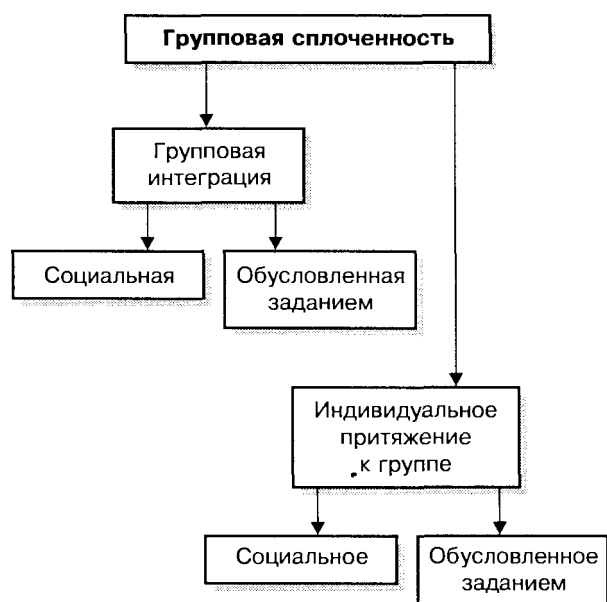 Групповая сплоченность
Групповая
интеграция
Социальная
Обусловленная
заданием
Индивидуальное
притяжение
к группе
Социальное
Обусловленное
заданием